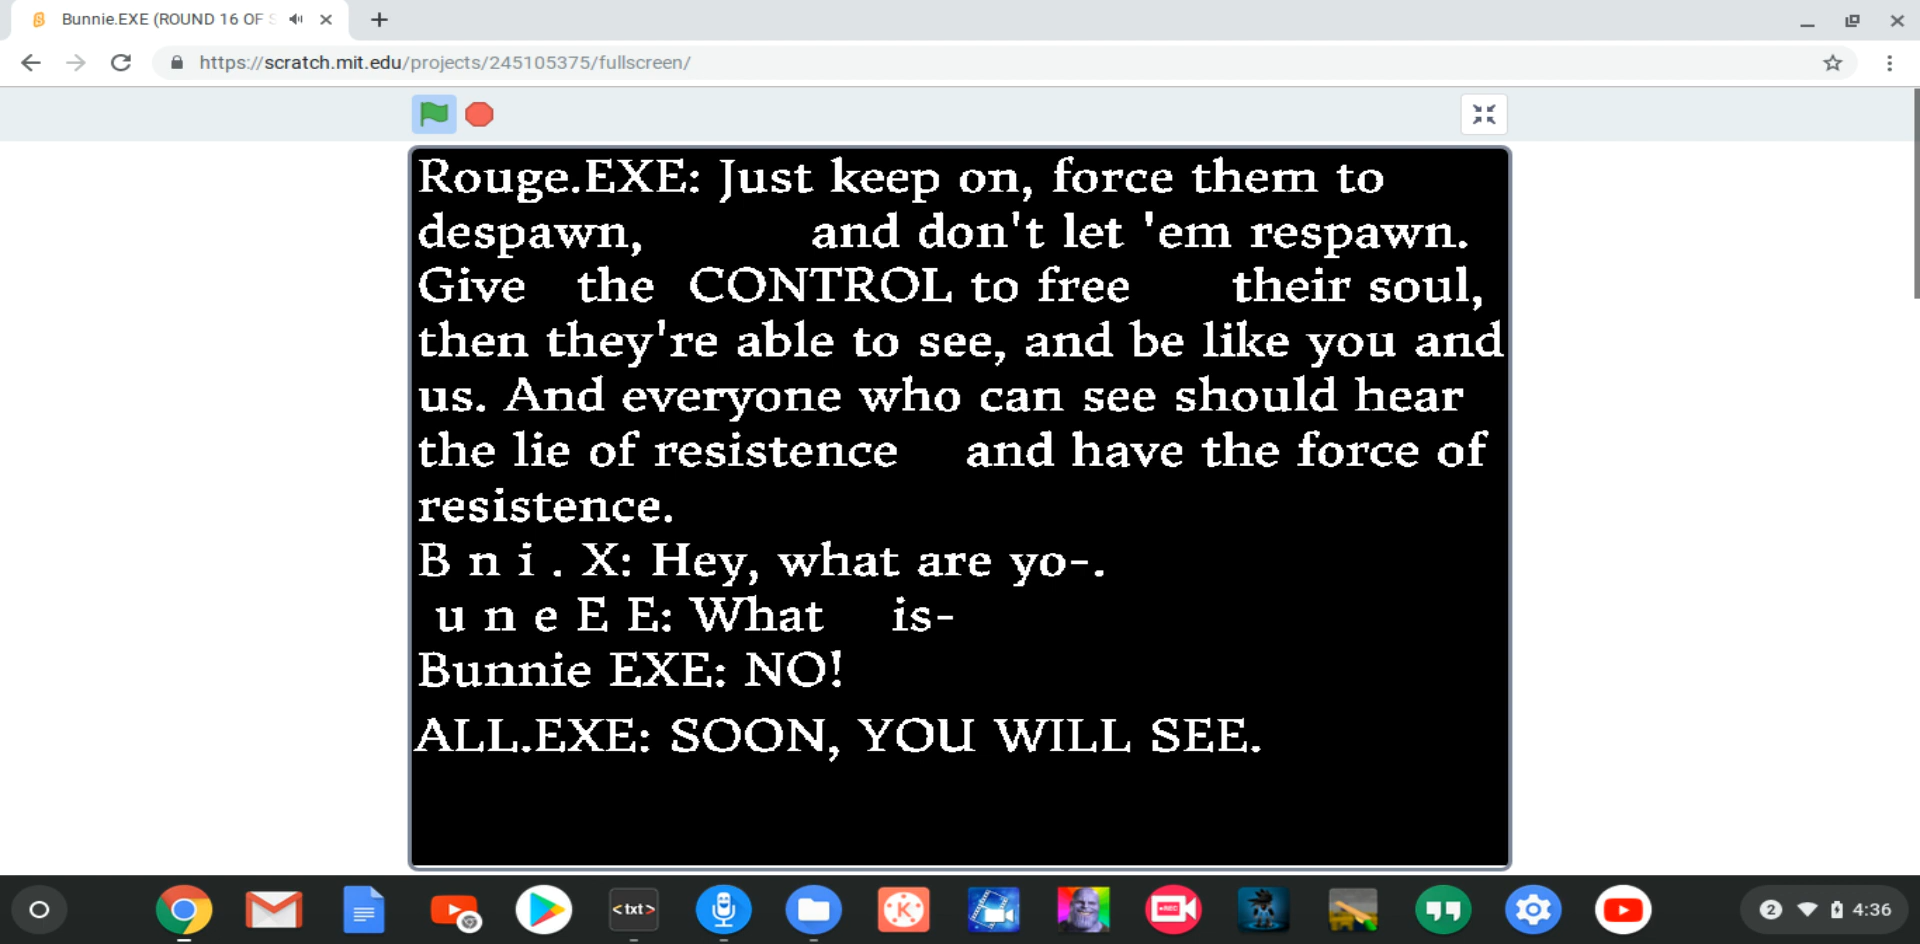 Bunnie.EXE (ROUND 16 OF S
https://scratch.mit.edu/projects/245105375/fullscreen/
Rouge.EXE: Just keep on, force them to
despawn, and don't let 'em respawn.
Give the CONTROL to free their soul,
then they're able to see, and be like you and
us. And everyone who can see should hear
the lie of resistence and have the force of
resistence.
B n i . X: Hey, what are yo-.
u n e E E: What is-
Bunnie EXE: NO!
ALL.EXE: SOON, YOU WILL SEE.
<txt>
K
REC
2
4:36